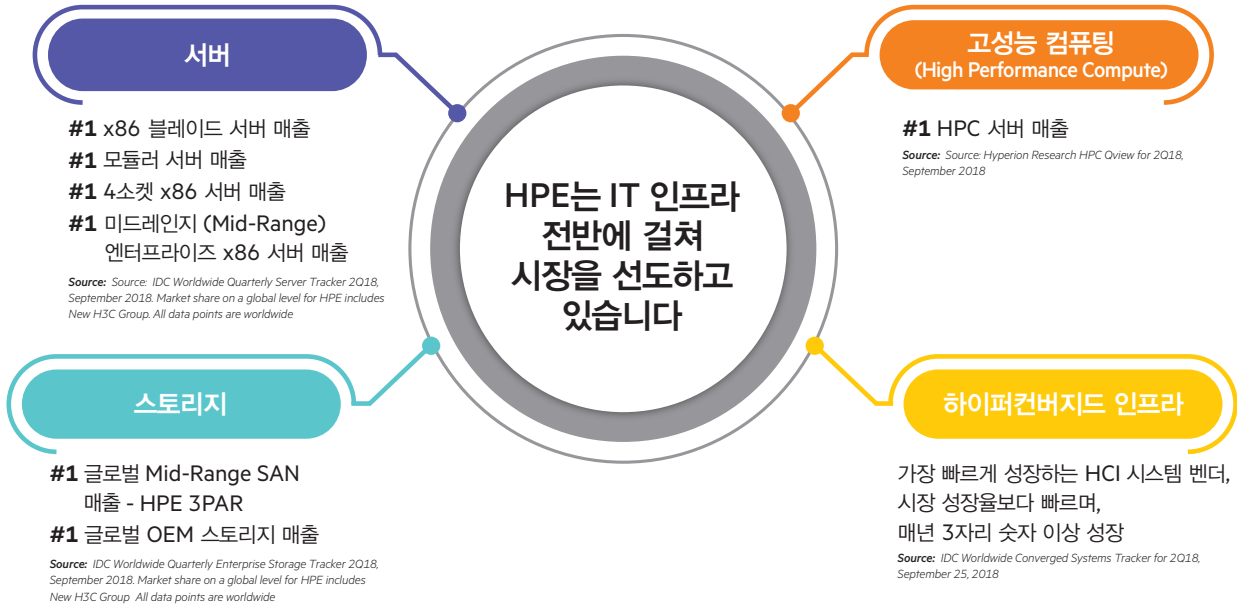 서버
#1 x86 블레이드 서버 매출
#1 모듈러 서버 매출
#1 4소켓 x86 서버 매출
#1 미드레인지 (Mid-Range)
엔터프라이즈 x86 서버 매출
Source: Source: IDC Worldwide Quarterly Server Tracker 2Q18,
September 2018. Market share on a global level for HPE includes
New H3C Group. All data points are worldwide
고성능 컴퓨팅
(High Performance Compute)
#1 HPC 서버 매출
Source: Source: Hyperion Research HPC Qview for 2Q18,
September 2018
HPE는 IT 인프라
전반에 걸쳐
시장을 선도하고
있습니다
스토리지
#1 글로벌 Mid-Range SAN
매출 - HPE 3PAR
#1 글로벌 OEM 스토리지 매출
Source: IDC Worldwide Quarterly Enterprise Storage Tracker 2Q18,
September 2018. Market share on a global level for HPE includes
New H3C Group All data points are worldwide
하이퍼컨버지드 인프라
가장 빠르게 성장하는 HCI 시스템 벤더,
시장 성장율보다 빠르며,
매년 3자리 숫자 이상 성장
Source: IDC Worldwide Converged Systems Tracker for 2Q18,
September 25, 2018